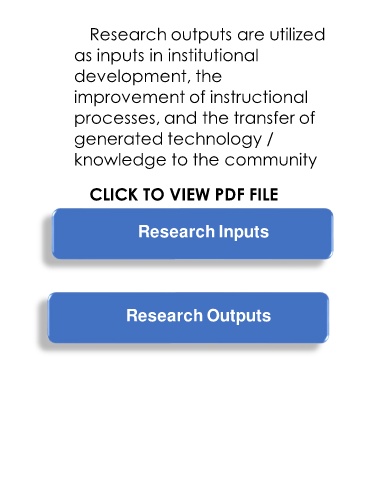 Research outputs are utilized
as inputs in institutional
development, the
improvement of instructional
processes, and the transfer of
generated technology /
knowledge to the community
CLICK TO VIEW PDF FILE
Research Inputs
Research Outputs